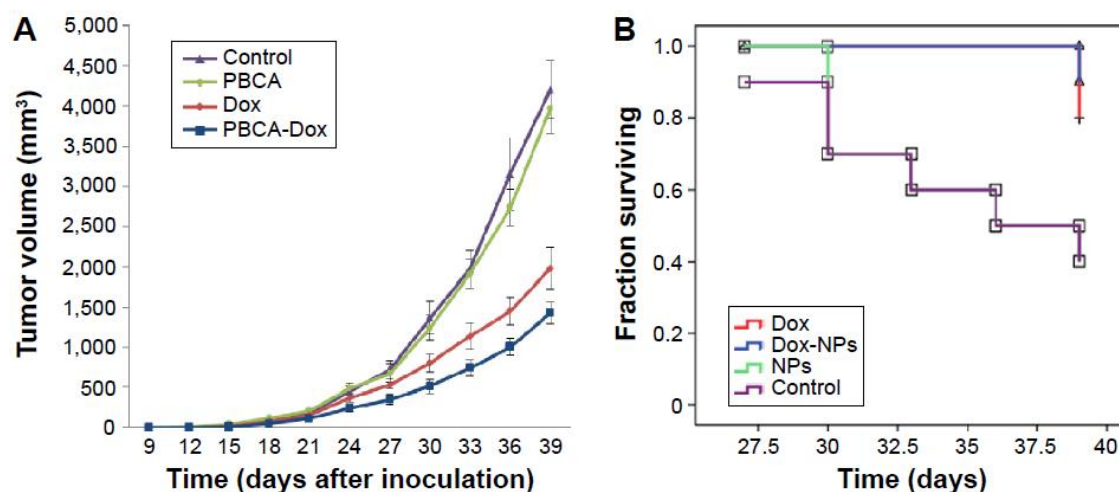 A
Tumor volume (mm³)
5,000
4,500
4,000
3,500
3,000
2,500
2,000
1,500
1,000
500
0
Control
PBCA
Dox
PBCA-Dox
9 12 15 18 21 24 27 30 33 36 39
Time (days after inoculation)
B
Fraction surviving
1.0
0.8
0.6
0.4
0.2
0
Dox
Dox-NPs
NPs
Control
27.5 30 32.5 35 37.5 40
Time (days)